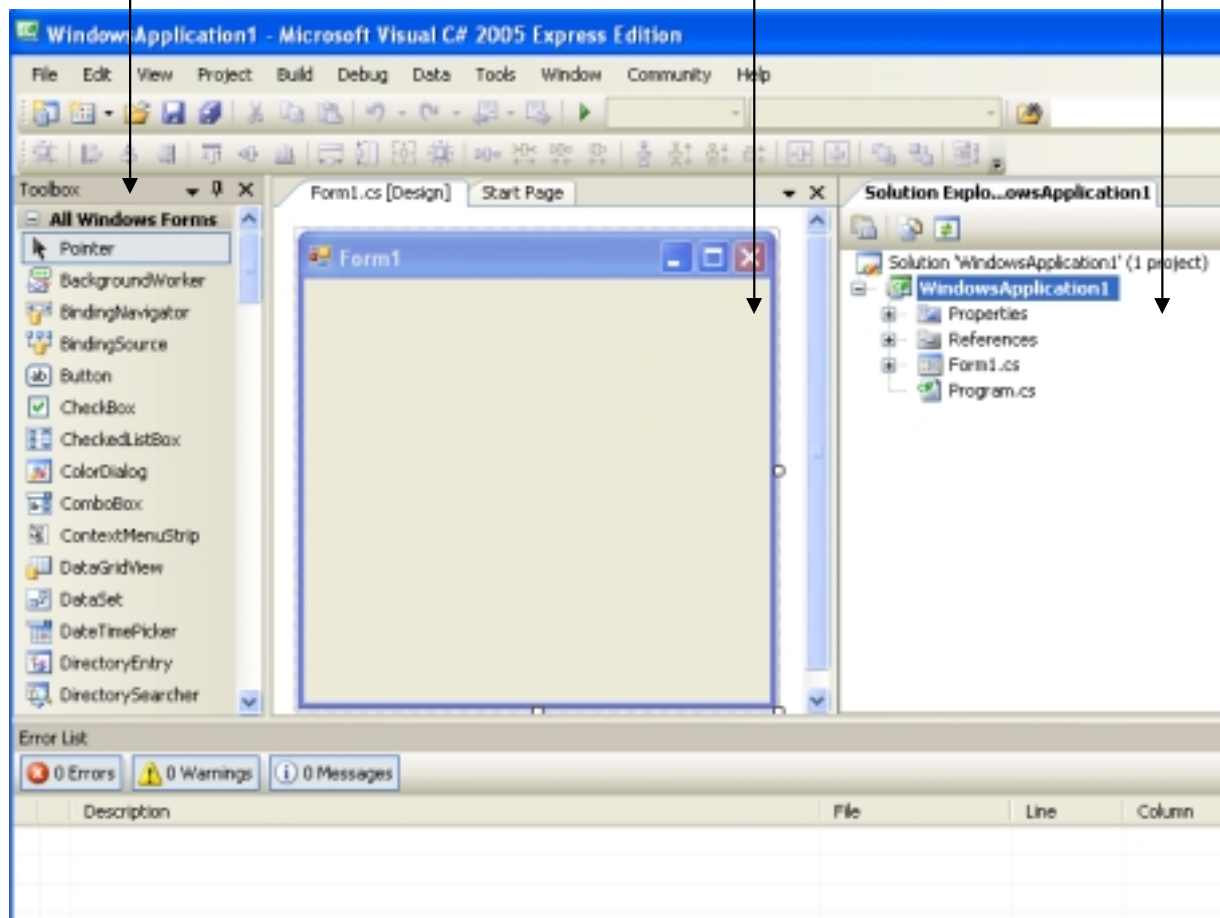 WindowsApplication1 - Microsoft Visual C# 2005 Express Edition
File Edit View Project Build Debug Data Tools Window Community Help
Toolbox
All Windows Forms
Pointer
BackgroundWorker
BindingNavigator
BindingSource
Button
CheckBox
CheckedListBox
ColorDialog
ComboBox
ContextMenuStrip
DataGridView
DataSet
DateTimePicker
DirectoryEntry
DirectorySearcher
Form1.cs [Design] Start Page
Form1
Solution Explo...owsApplication1
Solution 'WindowsApplication1' (1 project)
WindowsApplication1
Properties
References
Form1.cs
Program.cs
Error List
0 Errors 0 Warnings 0 Messages
Description File Line Column